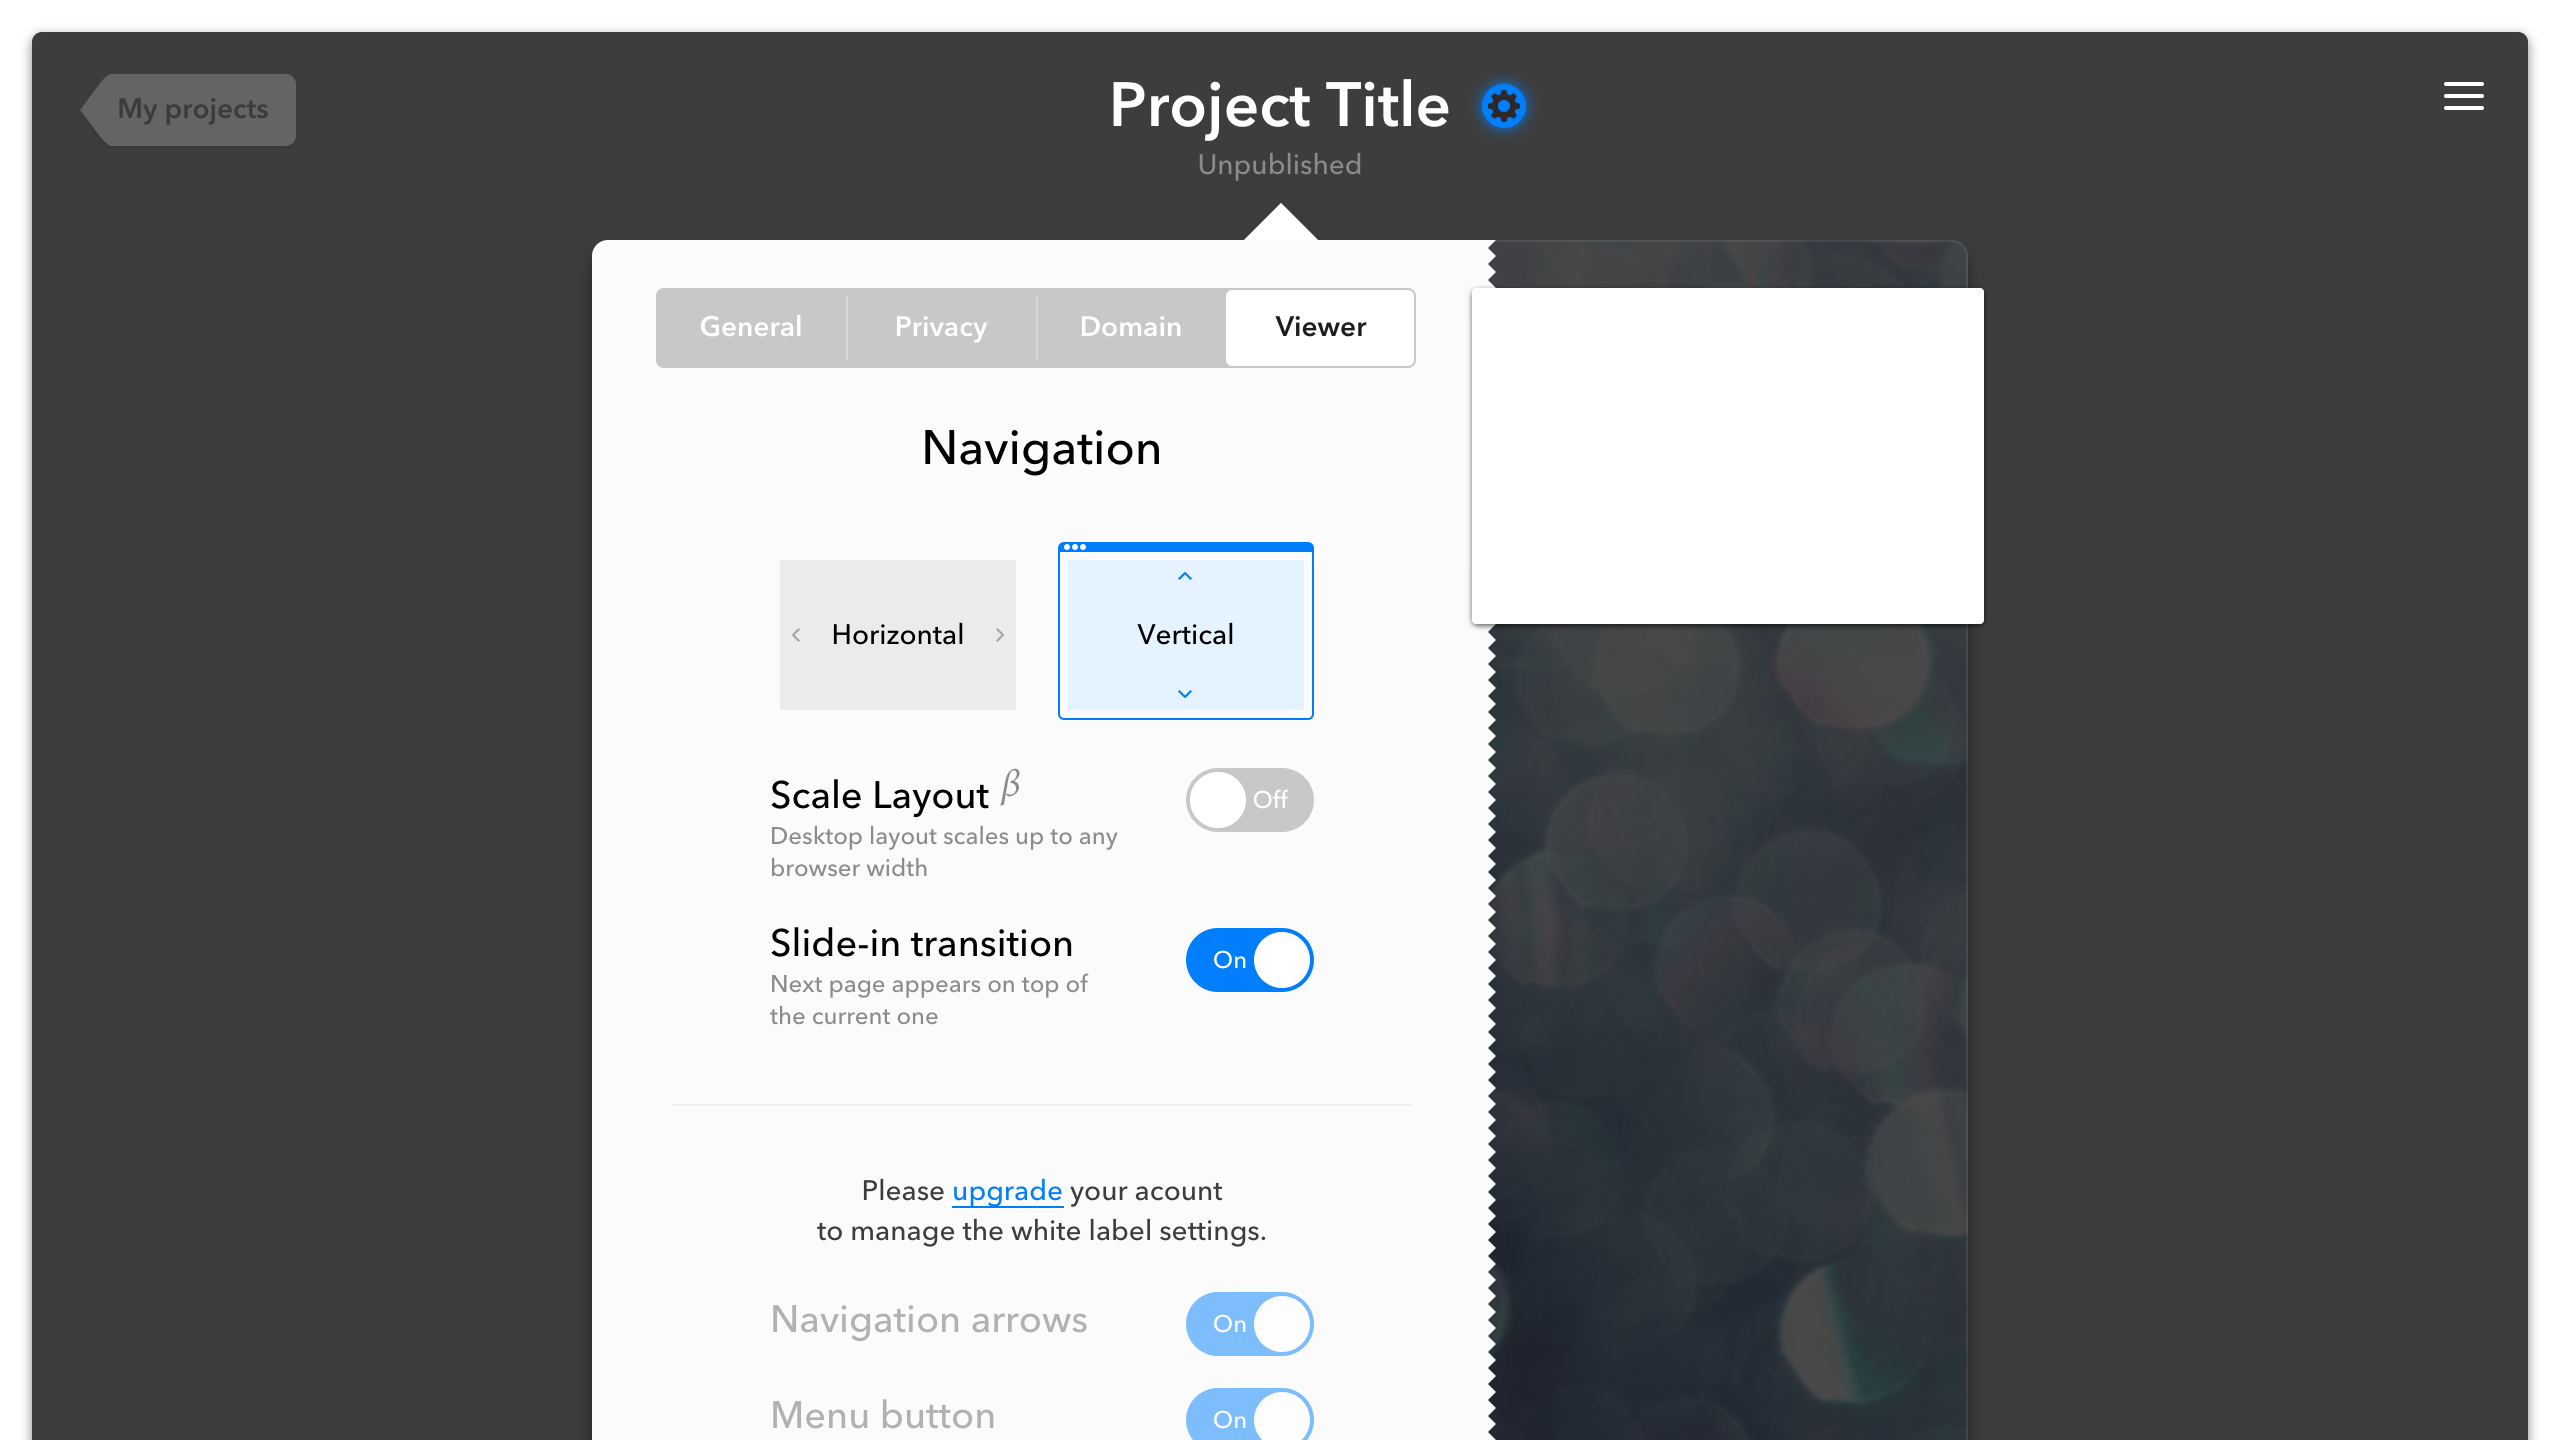 My projects
Project Title
Unpublished
General
Privacy
Domain
Viewer
Navigation
Horizontal
Vertical
Scale Layout β
Off
Desktop layout scales up to any
browser width
Slide-in transition
On
Next page appears on top of
the current one
Please upgrade your acount
to manage the white label settings.
Navigation arrows
On
Menu button
On